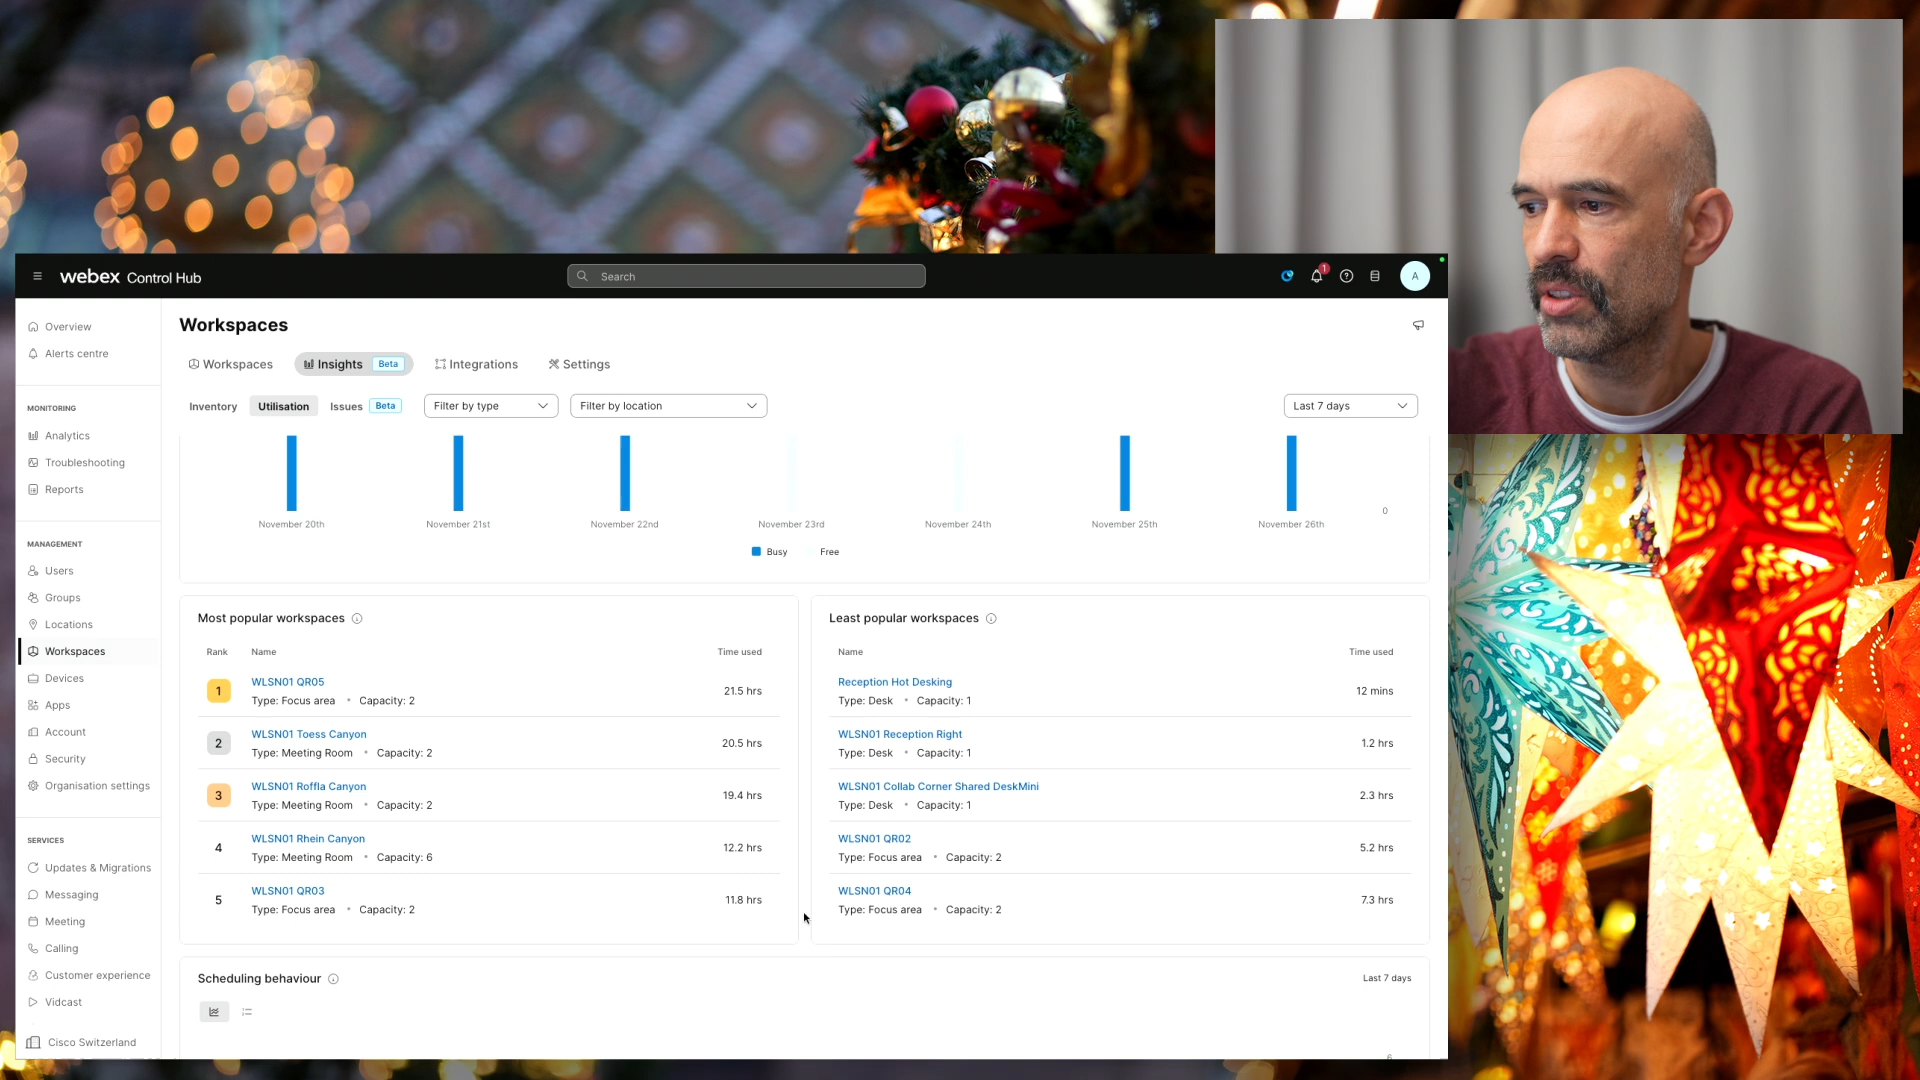 webex Control Hub
Search
1
A
Overview
Alerts centre
MONITORING
Analytics
Troubleshooting
Reports
MANAGEMENT
Users
Groups
Locations
Workspaces
Devices
Apps
Account
Security
Organisation settings
SERVICES
Updates & Migrations
Messaging
Meeting
Calling
Customer experience
Vidcast
Cisco Switzerland
Workspaces
Workspaces
Insights Beta
Integrations
Settings
Inventory
Utilisation
Issues Beta
Filter by type
Filter by location
Last 7 days
0
November 20th
November 21st
November 22nd
November 23rd
November 24th
November 25th
November 26th
Busy
Free
Most popular workspaces
Rank Name Time used
1 WLSN01 QR05 21.5 hrs
Type: Focus area • Capacity: 2
2 WLSN01 Toess Canyon 20.5 hrs
Type: Meeting Room • Capacity: 2
3 WLSN01 Roffla Canyon 19.4 hrs
Type: Meeting Room • Capacity: 2
4 WLSN01 Rhein Canyon 12.2 hrs
Type: Meeting Room • Capacity: 6
5 WLSN01 QR03 11.8 hrs
Type: Focus area • Capacity: 2
Least popular workspaces
Name Time used
Reception Hot Desking 12 mins
Type: Desk • Capacity: 1
WLSN01 Reception Right 1.2 hrs
Type: Desk • Capacity: 1
WLSN01 Collab Corner Shared DeskMini 2.3 hrs
Type: Desk • Capacity: 1
WLSN01 QR02 5.2 hrs
Type: Focus area • Capacity: 2
WLSN01 QR04 7.3 hrs
Type: Focus area • Capacity: 2
Scheduling behaviour
Last 7 days